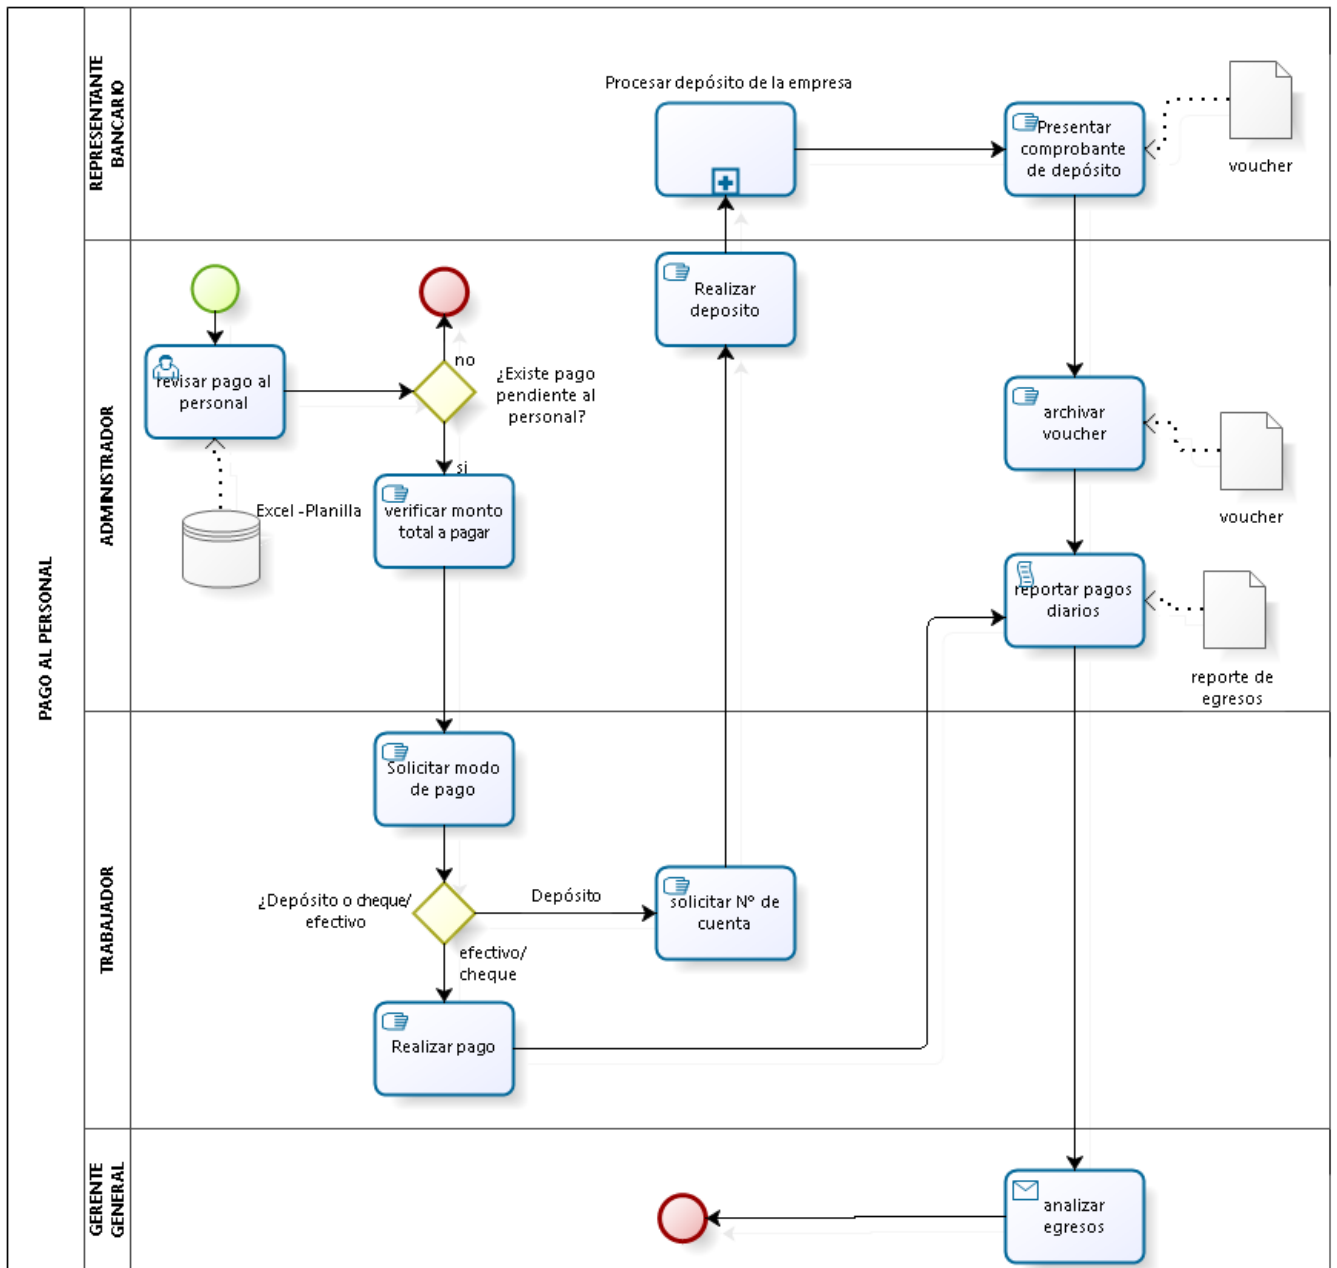 PAGO AL PERSONAL
REPRESENTANTE
BANCARIO
Procesar depósito de la empresa
Presentar
comprobante
de depósito
voucher
ADMINISTRADOR
revisar pago al
personal
Excel -Planilla
no
¿Existe pago
pendiente al
personal?
si
verificar monto
total a pagar
Realizar
deposito
archivar
voucher
voucher
reportar pagos
diarios
reporte de
egresos
TRABAJADOR
Solicitar modo
de pago
¿Depósito o cheque/
efectivo
Depósito
efectivo/
cheque
solicitar Nº de
cuenta
Realizar pago
GERENTE
GENERAL
analizar
egresos